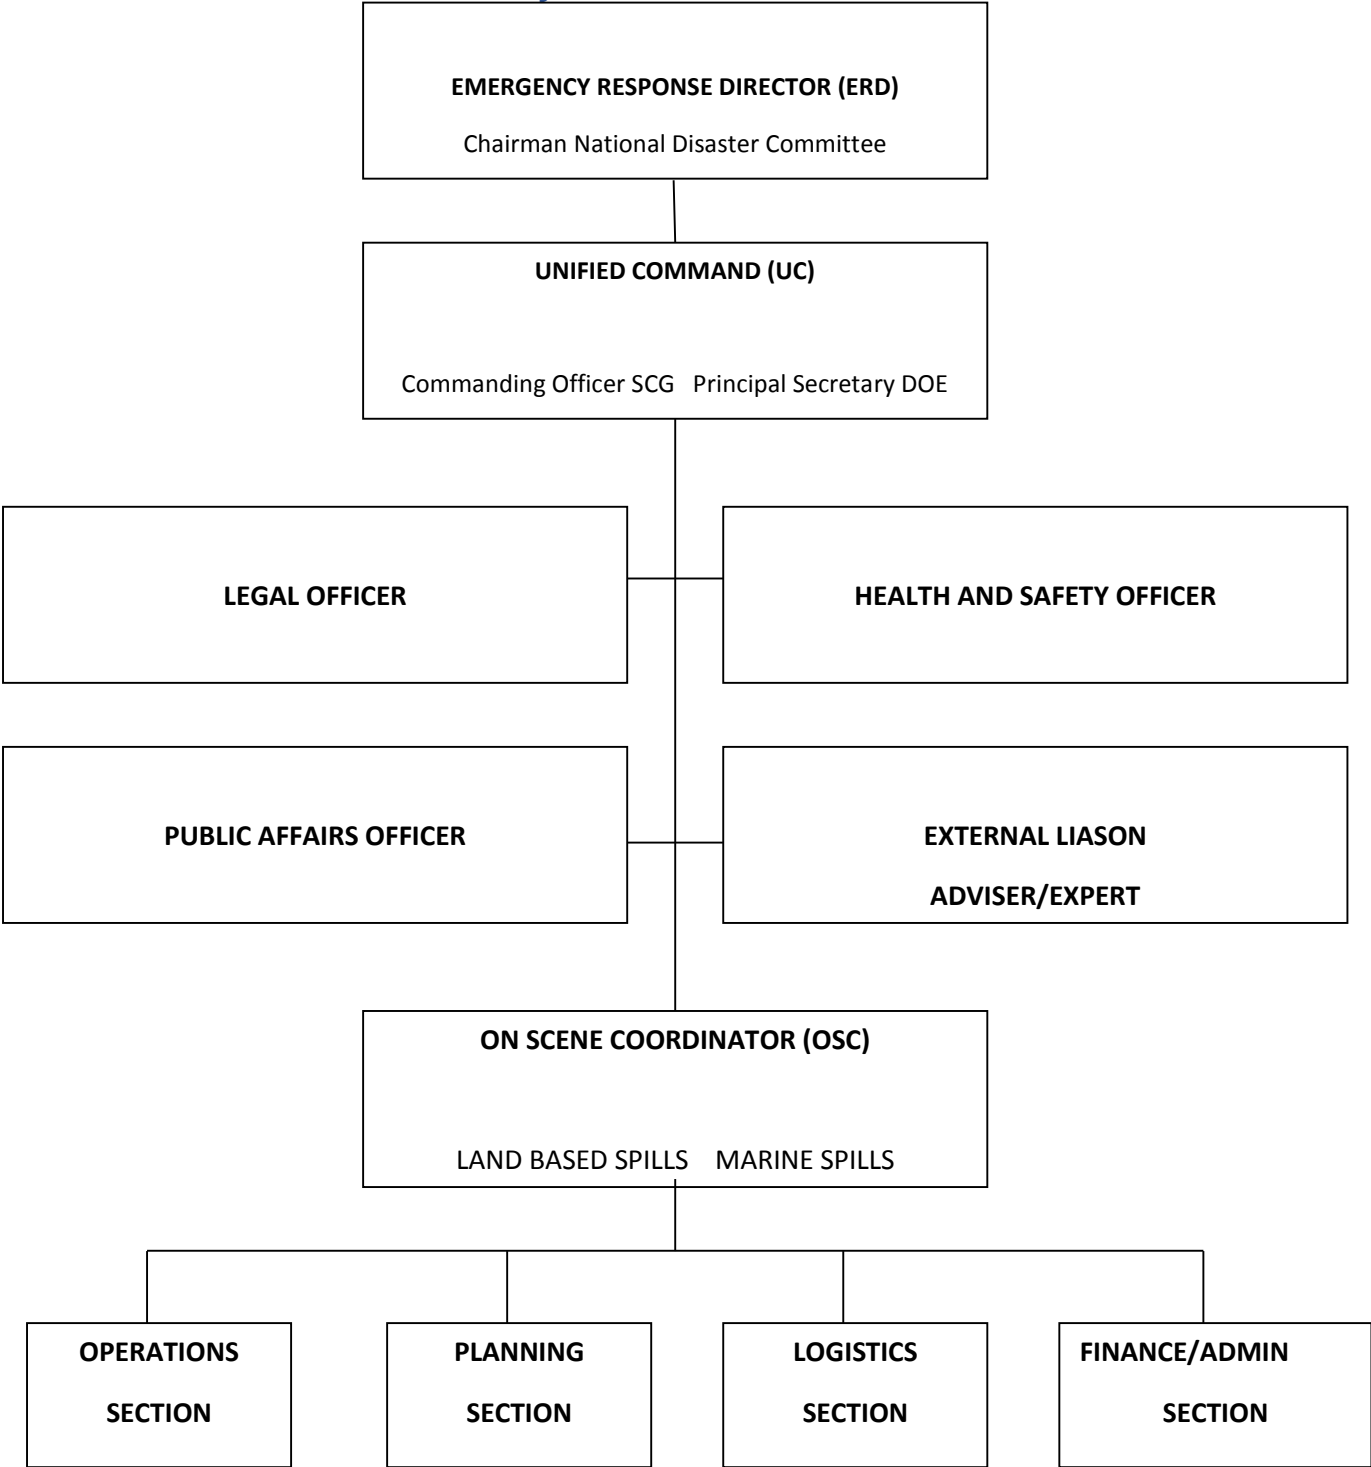 EMERGENCY RESPONSE DIRECTOR (ERD)
Chairman National Disaster Committee
UNIFIED COMMAND (UC)
Commanding Officer SCG   Principal Secretary DOE
LEGAL OFFICER
HEALTH AND SAFETY OFFICER
PUBLIC AFFAIRS OFFICER
EXTERNAL LIASON
ADVISER/EXPERT
ON SCENE COORDINATOR (OSC)
LAND BASED SPILLS   MARINE SPILLS
OPERATIONS
SECTION
PLANNING
SECTION
LOGISTICS
SECTION
FINANCE/ADMIN
SECTION